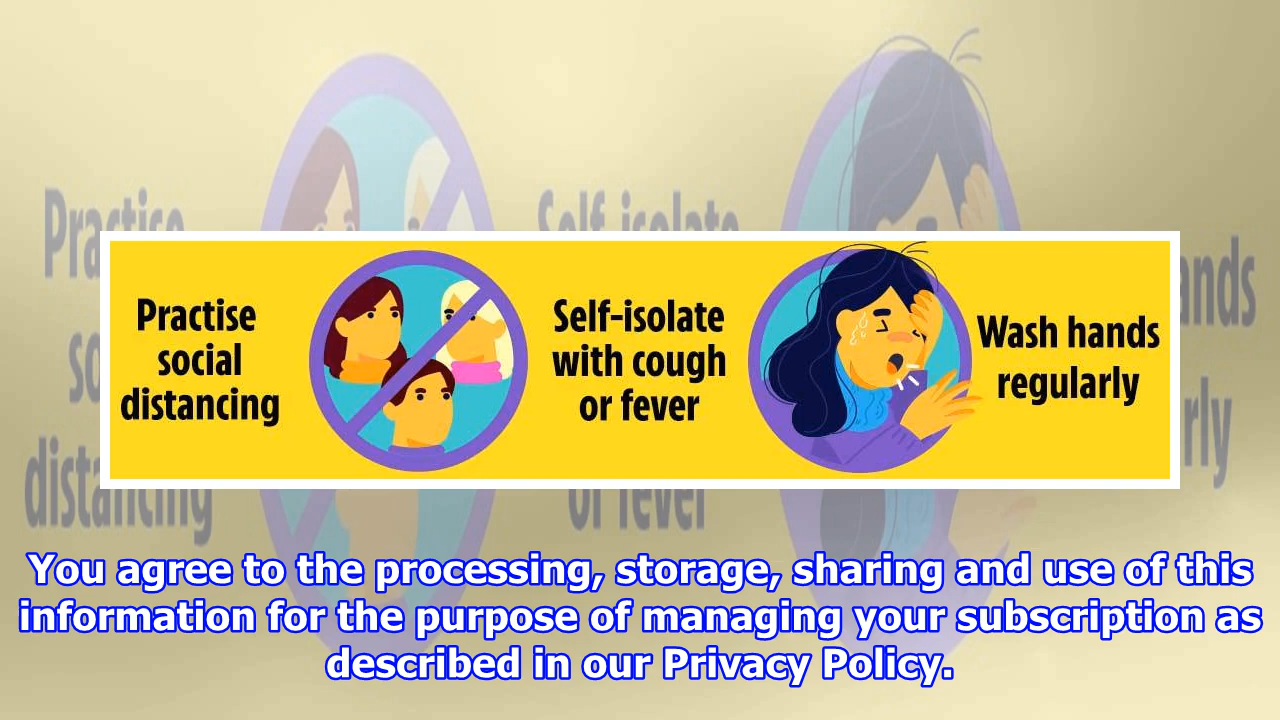 Practise
social
distancing
Self-isolate
with cough
or fever
Wash hands
regularly
You agree to the processing, storage, sharing and use of this
information for the purpose of managing your subscription as
described in our Privacy Policy.